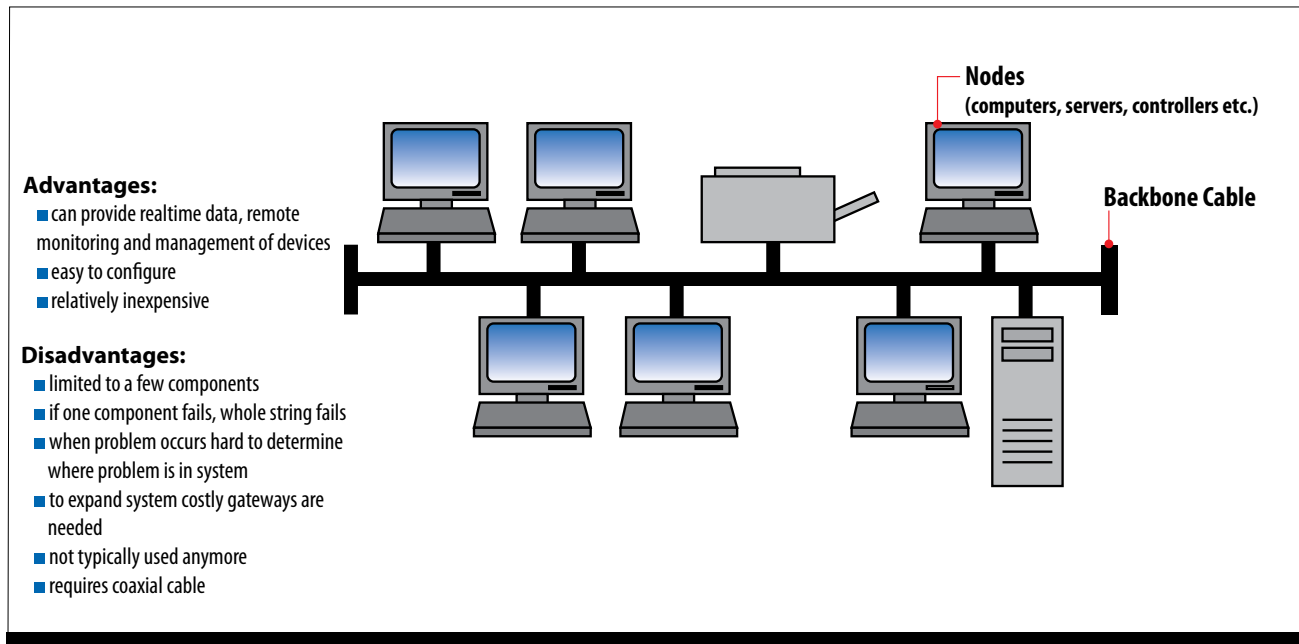 Nodes
(computers, servers, controllers etc.)
Backbone Cable
Advantages:
can provide realtime data, remote
monitoring and management of devices
easy to configure
relatively inexpensive
Disadvantages:
limited to a few components
if one component fails, whole string fails
when problem occurs hard to determine
where problem is in system
to expand system costly gateways are
needed
not typically used anymore
requires coaxial cable